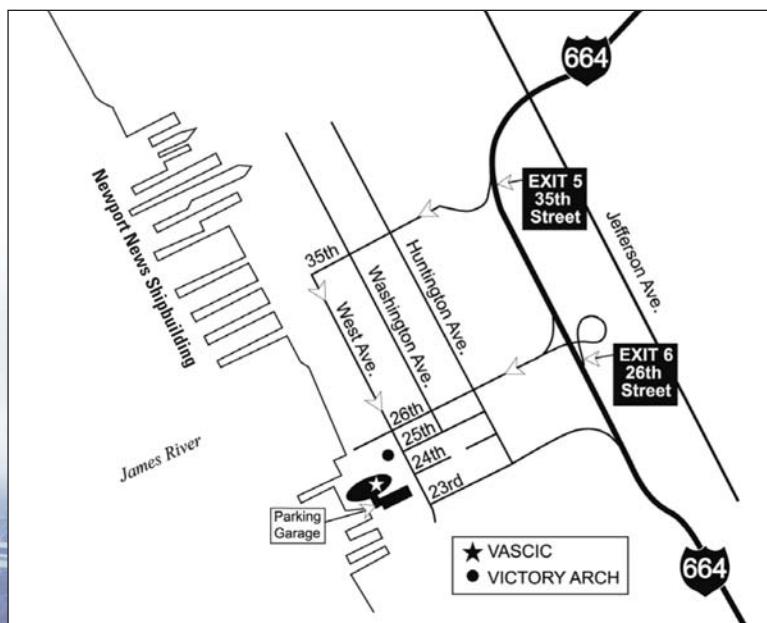 664
EXIT 5
35th
Street
Newport News Shipbuilding
Jefferson Ave.
35th
Huntington Ave.
Washington Ave.
West Ave.
EXIT 6
26th
Street
26th
25th
24th
23rd
James River
Parking
Garage
★ VASCIC
● VICTORY ARCH
664